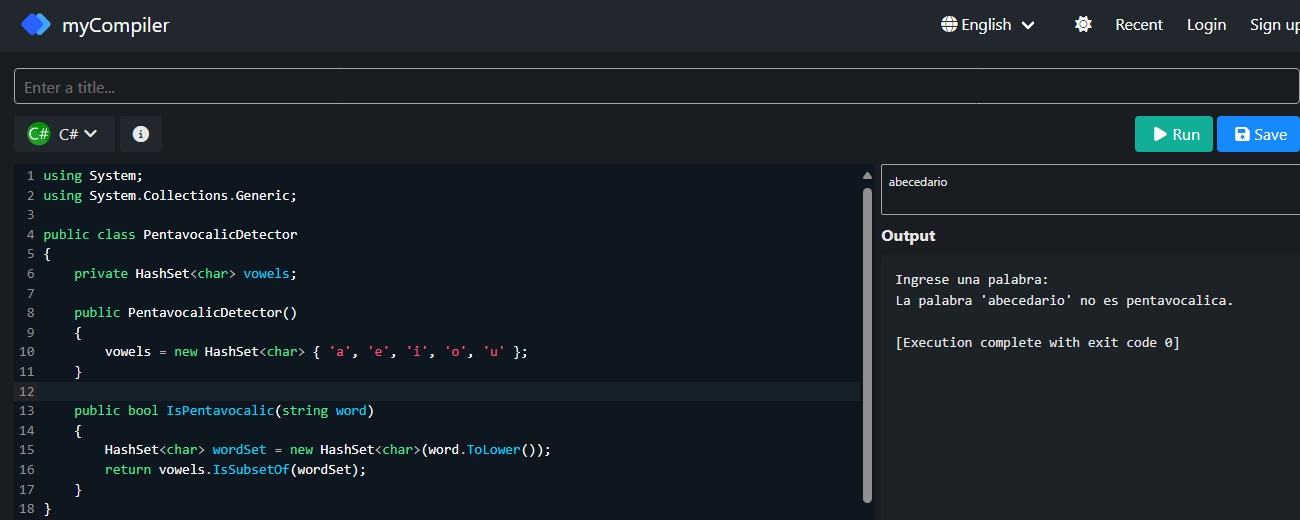 myCompiler
English
Recent
Login
Sign up
Enter a title...
C# C#
Run
Save
1 using System;
2 using System.Collections.Generic;
3
4 public class PentavocalicDetector
5 {
6     private HashSet<char> vowels;
7
8     public PentavocalicDetector()
9     {
10         vowels = new HashSet<char> { 'a', 'e', 'i', 'o', 'u' };
11     }
12
13     public bool IsPentavocalic(string word)
14     {
15         HashSet<char> wordSet = new HashSet<char>(word.ToLower());
16         return vowels.IsSubsetOf(wordSet);
17     }
18 }
abecedario
Output
Ingrese una palabra:
La palabra 'abecedario' no es pentavocalica.
[Execution complete with exit code 0]